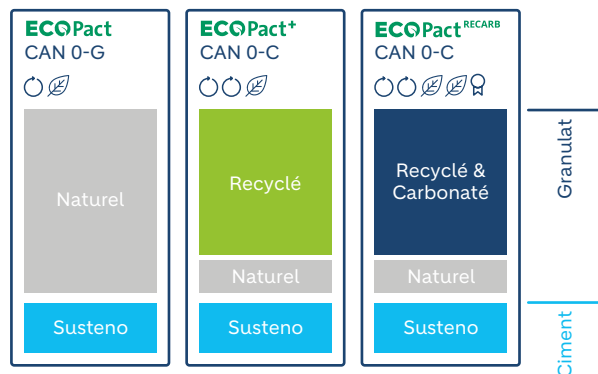 ECOPact
CAN 0-G
Naturel
Susteno
ECOPact+
CAN 0-C
Recyclé
Naturel
Susteno
ECOPact RECARB
CAN 0-C
Recyclé &
Carbonaté
Naturel
Susteno
Granulat
Ciment